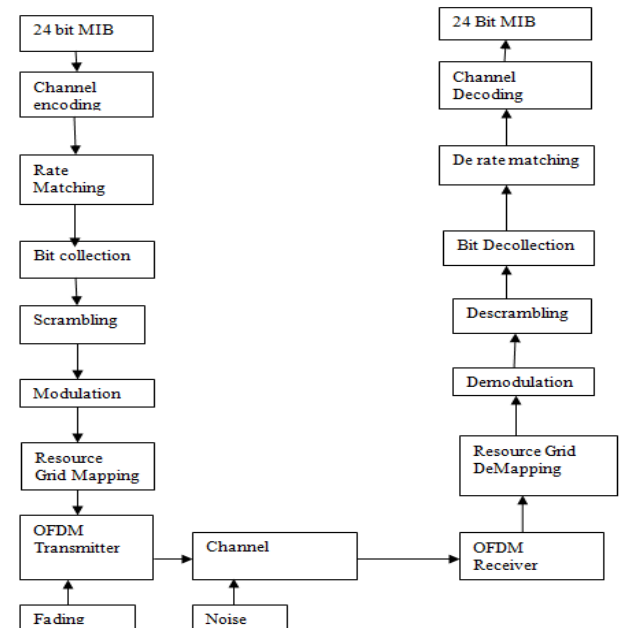 24 bit MIB
Channel
encoding
Rate
Matching
Bit collection
Scrambling
Modulation
Resource
Grid Mapping
OFDM
Transmitter
Fading
Channel
Noise
24 Bit MIB
Channel
Decoding
De rate matching
Bit Decollection
Descrambling
Demodulation
Resource Grid
DeMapping
OFDM
Receiver